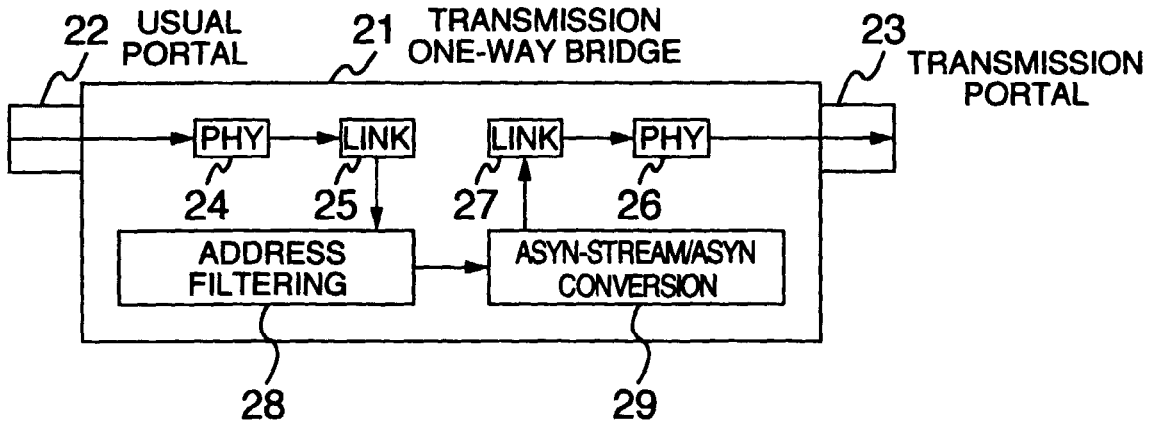 22 USUAL PORTAL
21 TRANSMISSION ONE-WAY BRIDGE
23
TRANSMISSION PORTAL
PHY
LINK
LINK
PHY
24
25
27
26
ADDRESS
FILTERING
ASYN-STREAM/ASYN
CONVERSION
28
29